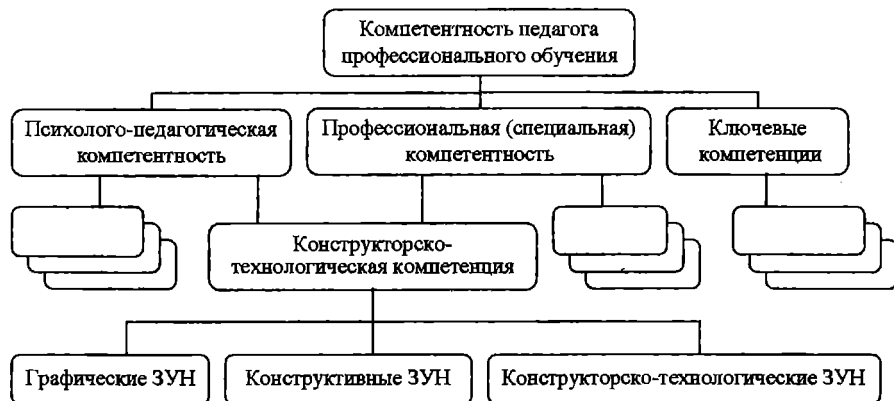 Компетентность педагога
профессионального обучения
Психолого-педагогическая
компетентность
Профессиональная (специальная)
компетентность
Ключевые
компетенции
Конструкторско-
технологическая компетенция
Графические ЗУН
Конструктивные ЗУН
Конструкторско-технологические ЗУН